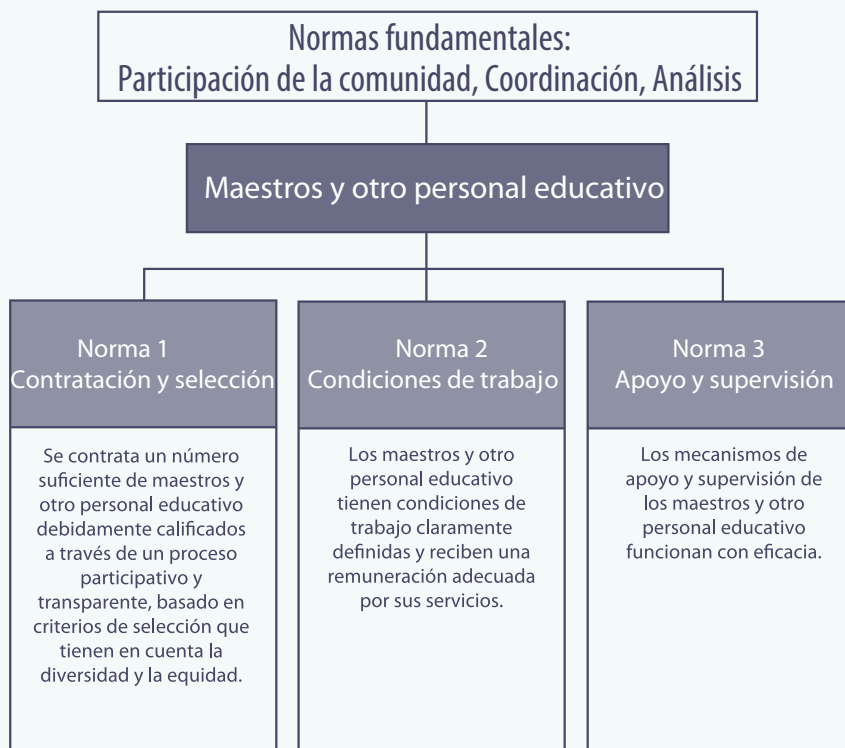 Normas fundamentales:
Participación de la comunidad, Coordinación, Análisis
Maestros y otro personal educativo
Norma 1
Contratación y selección
Se contrata un número
suficiente de maestros y
otro personal educativo
debidamente calificados
a través de un proceso
participativo y
transparente, basado en
criterios de selección que
tienen en cuenta la
diversidad y la equidad.
Norma 2
Condiciones de trabajo
Los maestros y otro
personal educativo
tienen condiciones de
trabajo claramente
definidas y reciben una
remuneración adecuada
por sus servicios.
Norma 3
Apoyo y supervisión
Los mecanismos de
apoyo y supervisión de
los maestros y otro
personal educativo
funcionan con eficacia.